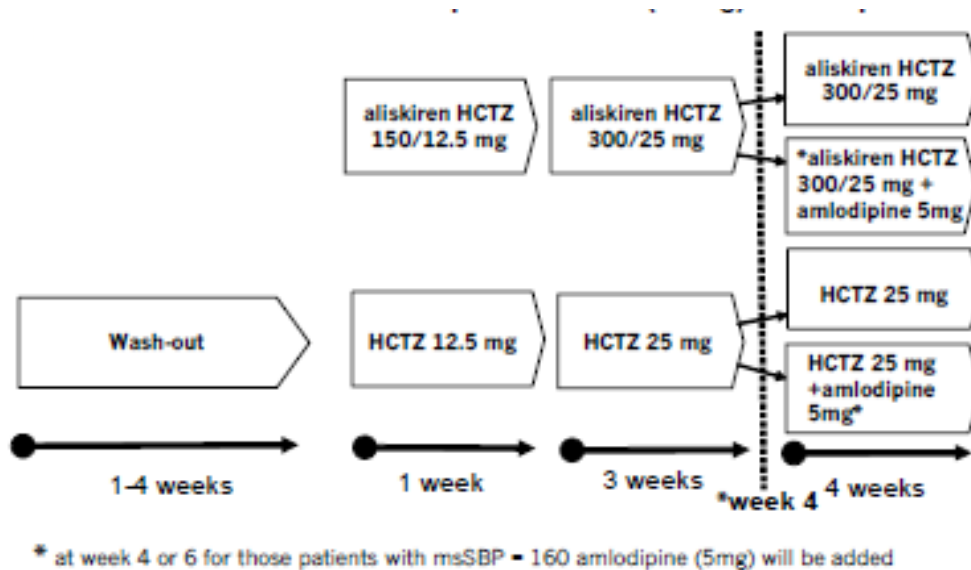 aliskiren HCTZ
300/25 mg
aliskiren HCTZ
150/12.5 mg
aliskiren HCTZ
300/25 mg
*aliskiren HCTZ
300/25 mg +
amlodipine 5mg
Wash-out
HCTZ 12.5 mg
HCTZ 25 mg
HCTZ 25 mg
HCTZ 25 mg
+amlodipine
5mg*
1-4 weeks
1 week
3 weeks
*week 4
4 weeks
* at week 4 or 6 for those patients with msSBP = 160 amlodipine (5mg) will be added